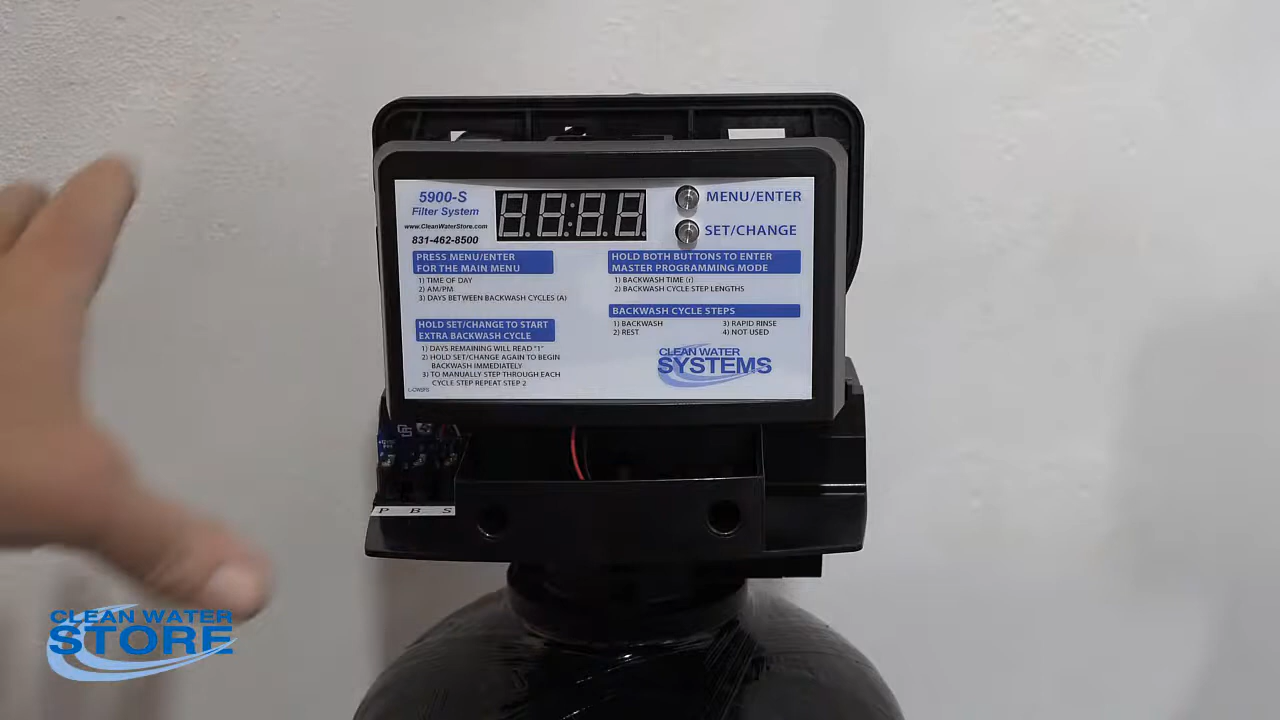 5900-S
Filter System
www.CleanWaterStore.com
831-462-8500
MENU/ENTER
SET/CHANGE
PRESS MENU/ENTER
FOR THE MAIN MENU
1) TIME OF DAY
2) AM/PM
3) DAYS BETWEEN BACKWASH CYCLES (A)
HOLD SET/CHANGE TO START
EXTRA BACKWASH CYCLE
1) DAYS REMAINING WILL READ "1"
2) HOLD SET/CHANGE AGAIN TO BEGIN
BACKWASH IMMEDIATELY
3) TO MANUALLY STEP THROUGH EACH
CYCLE STEP REPEAT STEP 2
HOLD BOTH BUTTONS TO ENTER
MASTER PROGRAMMING MODE
1) BACKWASH TIME (r)
2) BACKWASH CYCLE STEP LENGTHS
BACKWASH CYCLE STEPS
1) BACKWASH 3) RAPID RINSE
2) REST 4) NOT USED
CLEAN WATER
SYSTEMS
P B S
CLEAN WATER
STORE